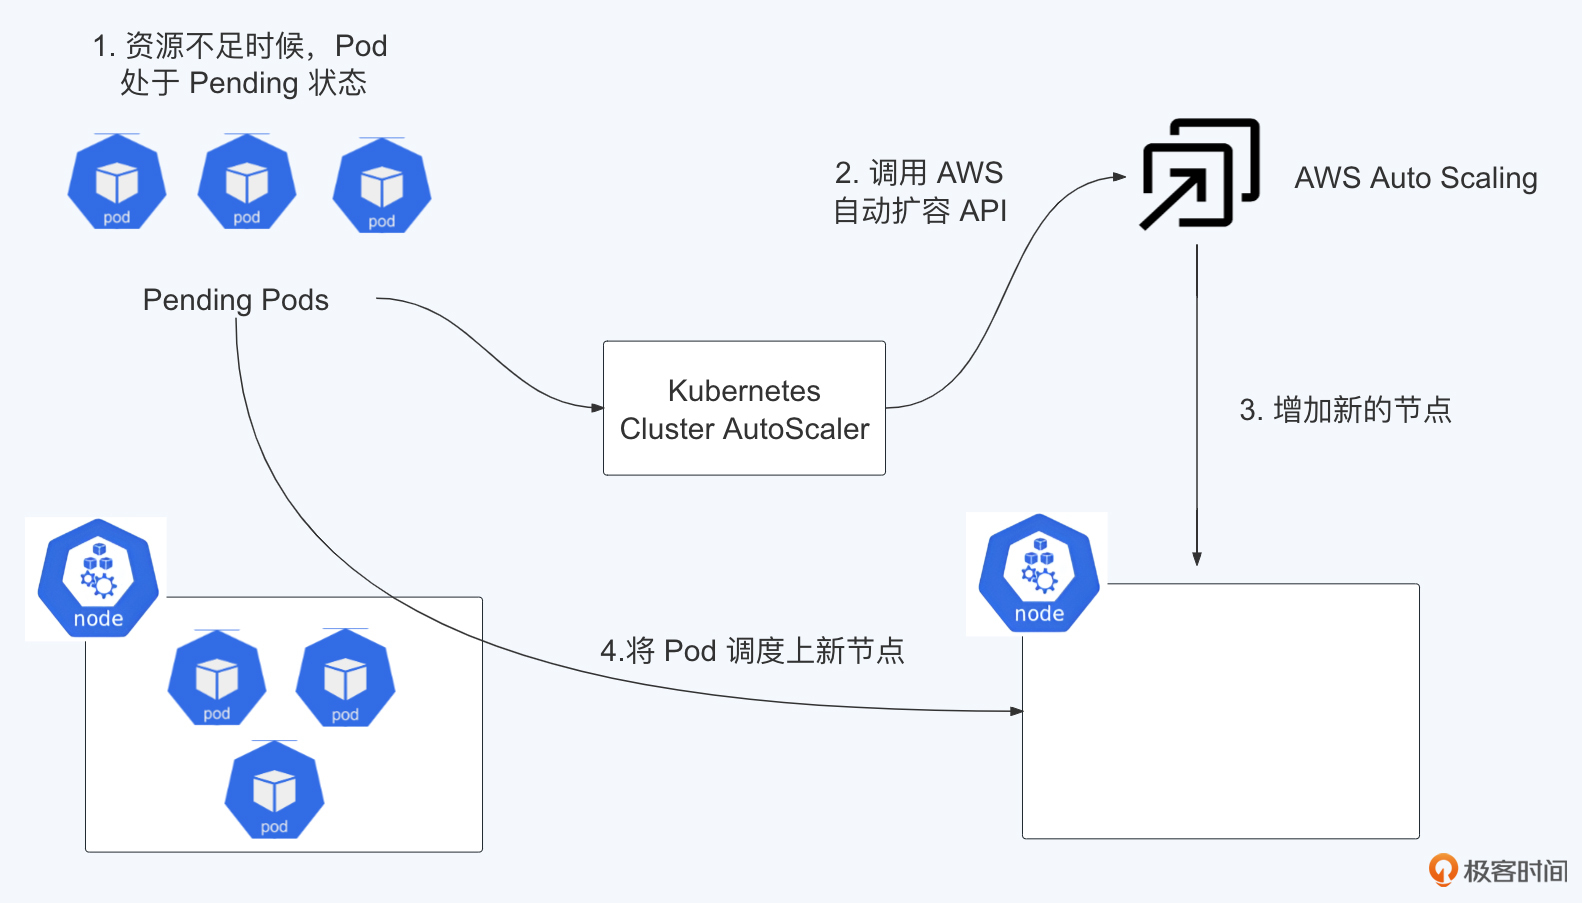 1. 资源不足时候，Pod
处于 Pending 状态
pod
pod
pod
2. 调用 AWS
自动扩容 API
AWS Auto Scaling
Pending Pods
Kubernetes
Cluster AutoScaler
3. 增加新的节点
node
node
4.将 Pod 调度上新节点
pod
pod
pod
极客时间